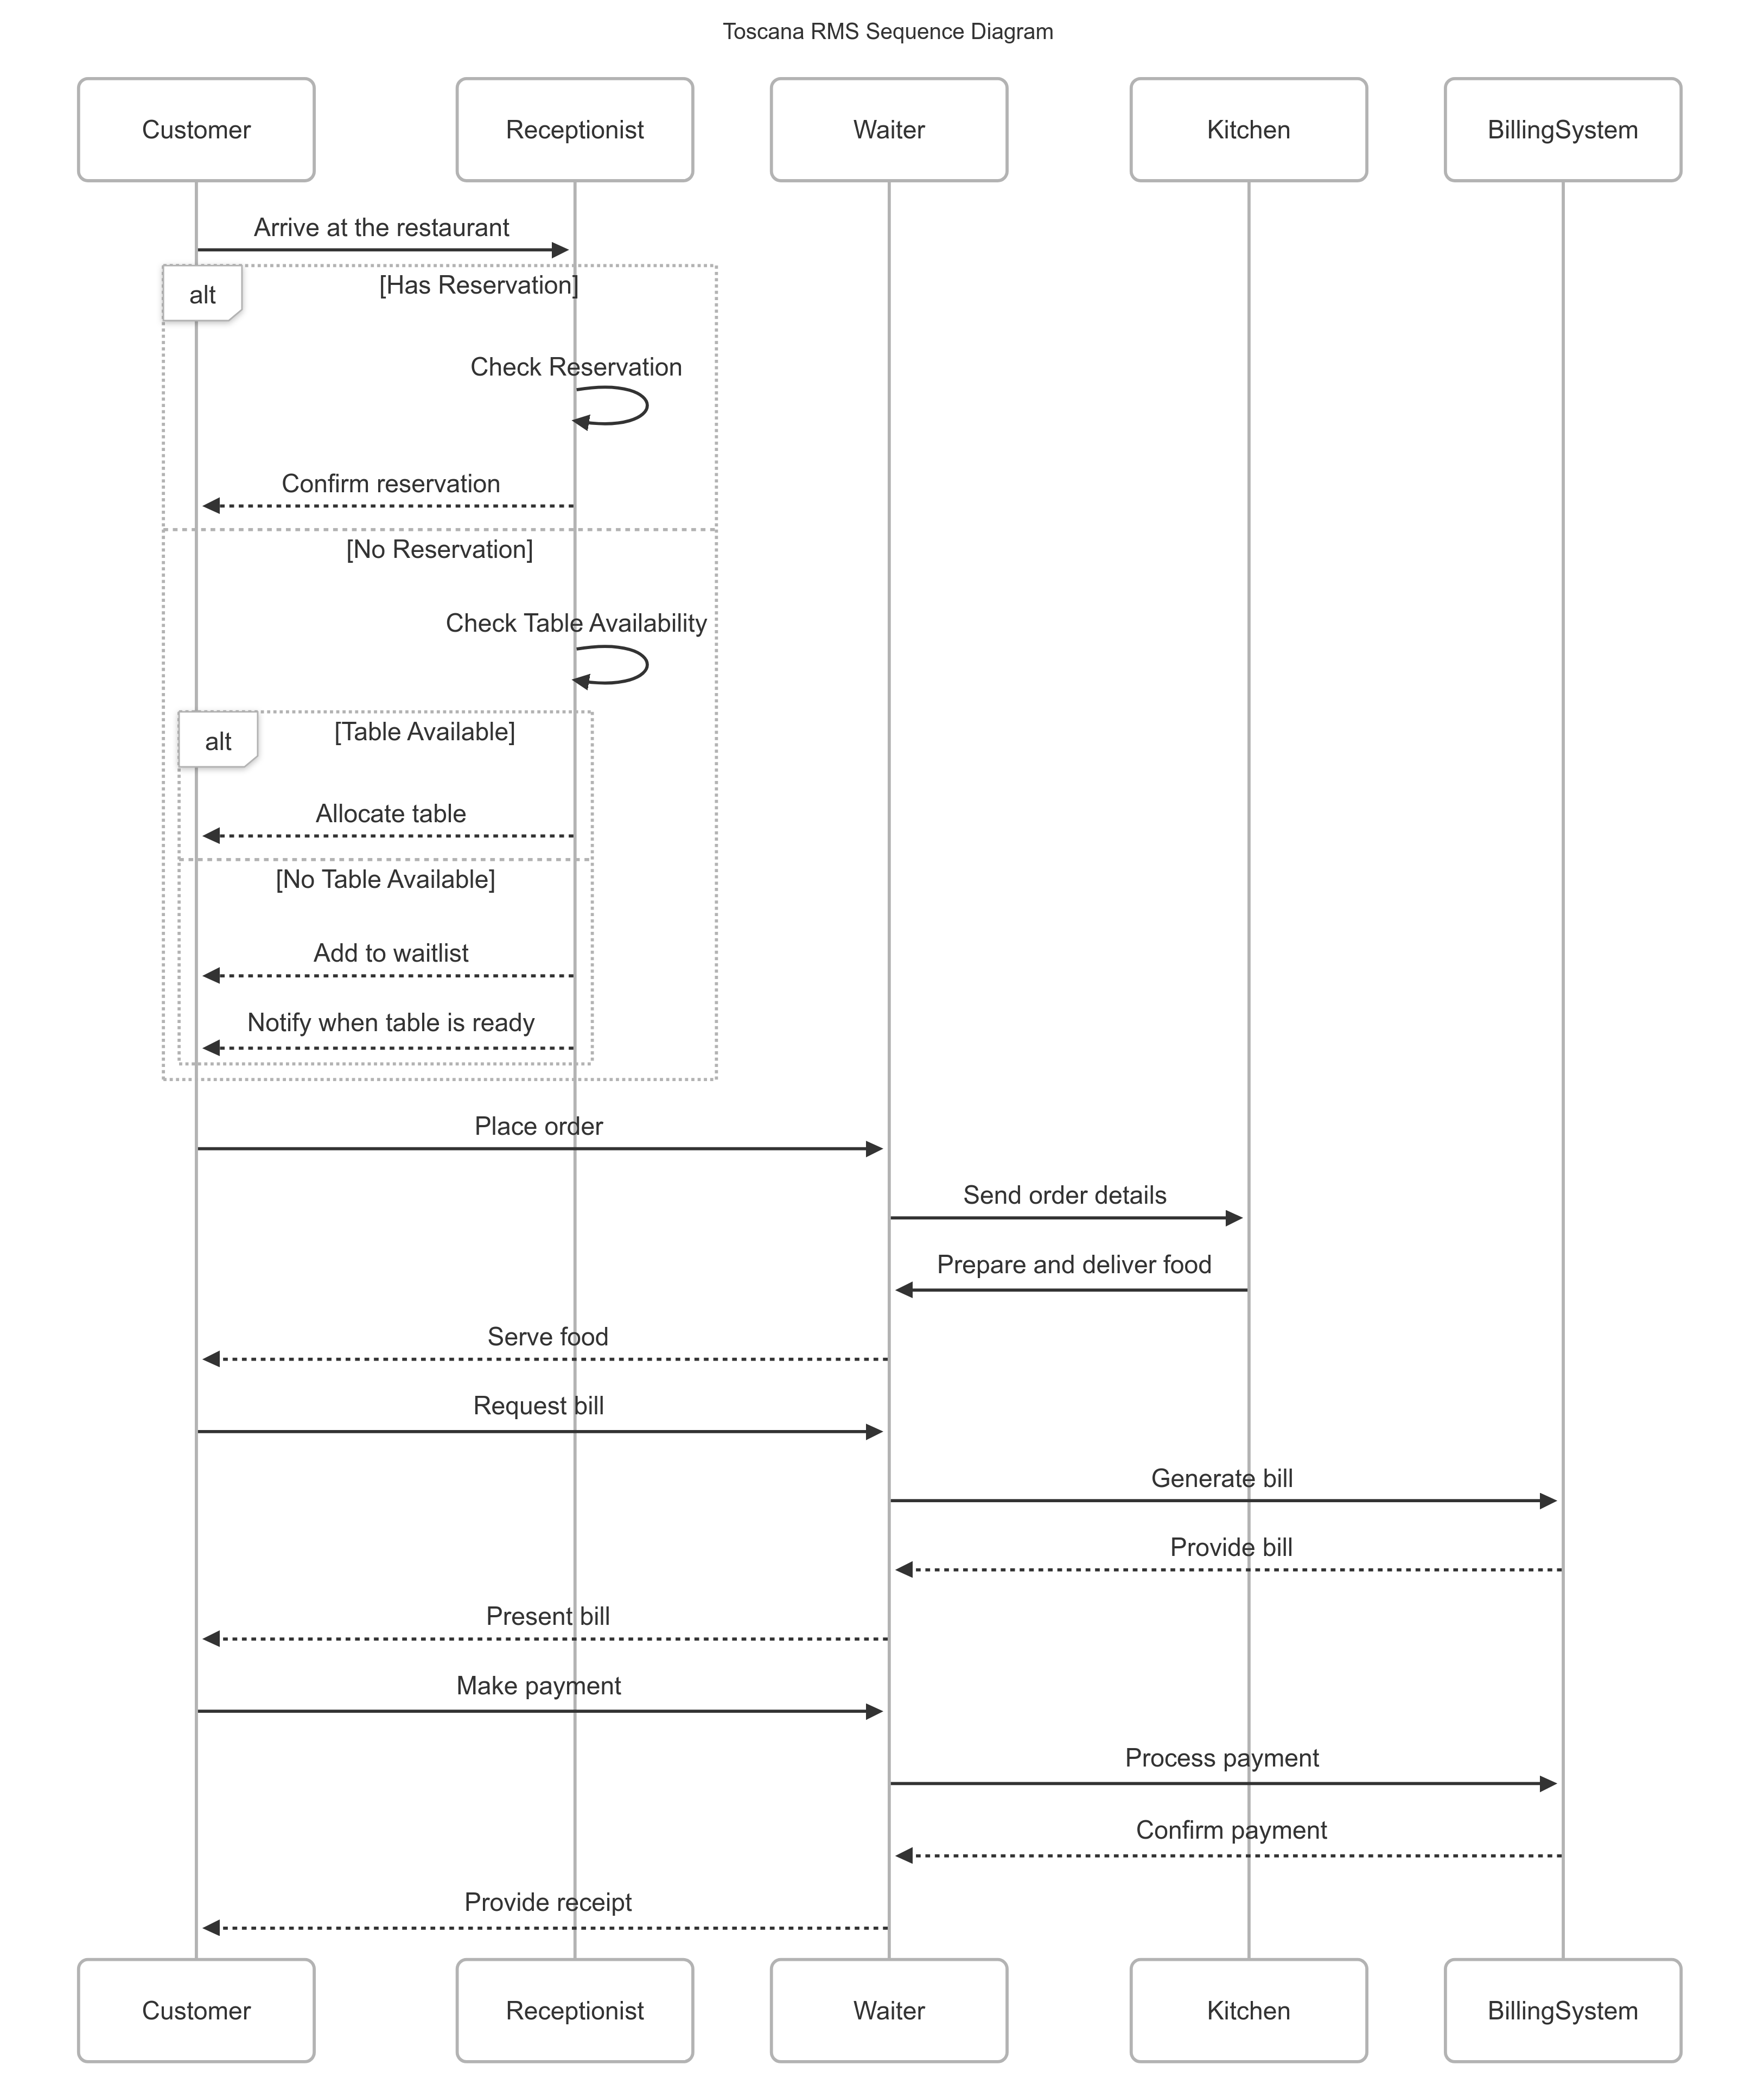 Toscana RMS Sequence Diagram
Customer
Receptionist
Waiter
Kitchen
BillingSystem
Arrive at the restaurant
alt
[Has Reservation]
Check Reservation
Confirm reservation
[No Reservation]
Check Table Availability
alt
[Table Available]
Allocate table
[No Table Available]
Add to waitlist
Notify when table is ready
Place order
Send order details
Prepare and deliver food
Serve food
Request bill
Generate bill
Provide bill
Present bill
Make payment
Process payment
Confirm payment
Provide receipt
Customer
Receptionist
Waiter
Kitchen
BillingSystem